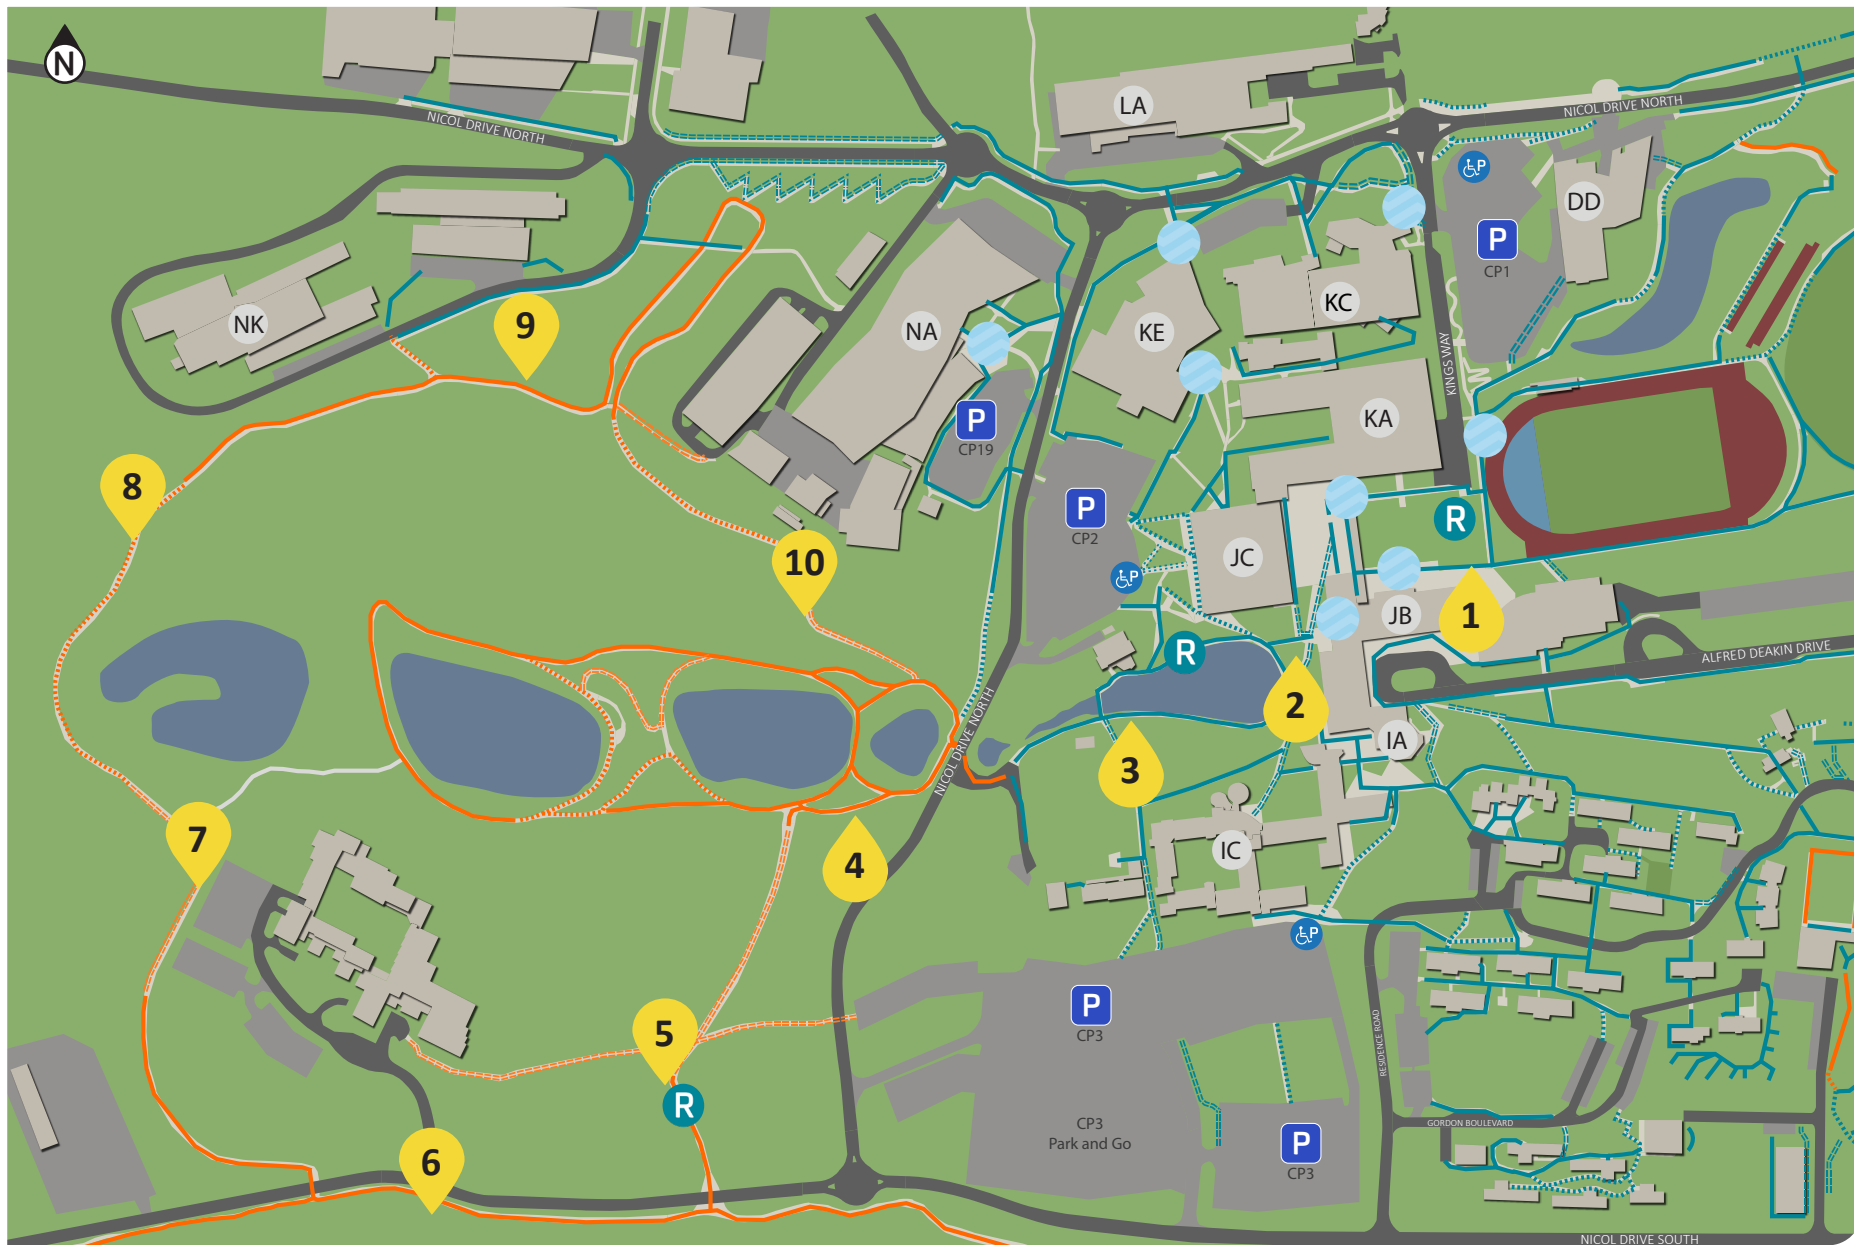 N
NICOL DRIVE NORTH
LA
NICOL DRIVE NORTH
P
DD
P
CP1
KC
NK
9
NA
KE
KINGS WAY
P
CP19
KA
8
P
CP2
R
10
JC
P
JB
1
R
ALFRED DEAKIN DRIVE
2
NICOL DRIVE NORTH
IA
3
7
4
IC
P
5
P
CP3
R
RESIDENCE ROAD
CP3
Park and Go
GORDON BOULEVARD
P
CP3
6
NICOL DRIVE SOUTH